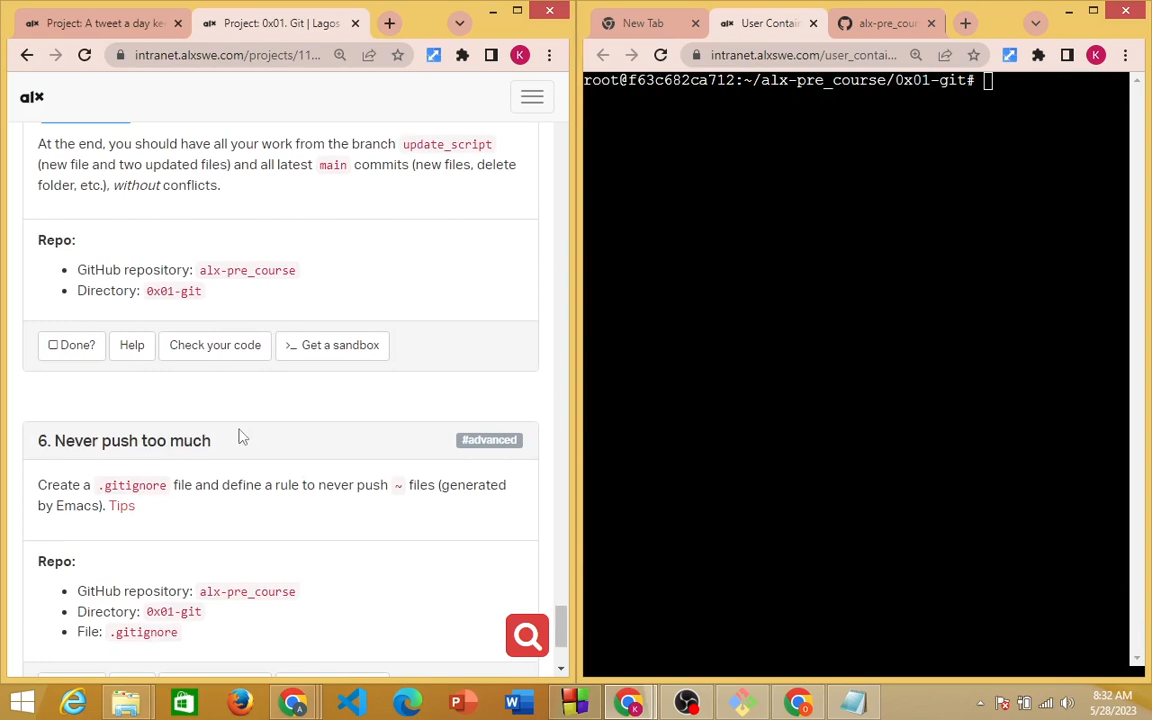 Project: A tweet a day ke
Project: 0x01. Git | Lagos
intranet.alxswe.com/projects/11...
K
alx
At the end, you should have all your work from the branch update_script
(new file and two updated files) and all latest main commits (new files, delete
folder, etc.), without conflicts.
Repo:
GitHub repository: alx-pre_course
Directory: 0x01-git
Done?
Help
Check your code
>_ Get a sandbox
6. Never push too much
#advanced
Create a .gitignore file and define a rule to never push ~ files (generated
by Emacs). Tips
Repo:
GitHub repository: alx-pre_course
Directory: 0x01-git
File: .gitignore
New Tab
User Contain
alx-pre_cour
intranet.alxswe.com/user_contai...
K
root@f63c682ca712:~/alx-pre_course/0x01-git#
8:32 AM
5/28/2023